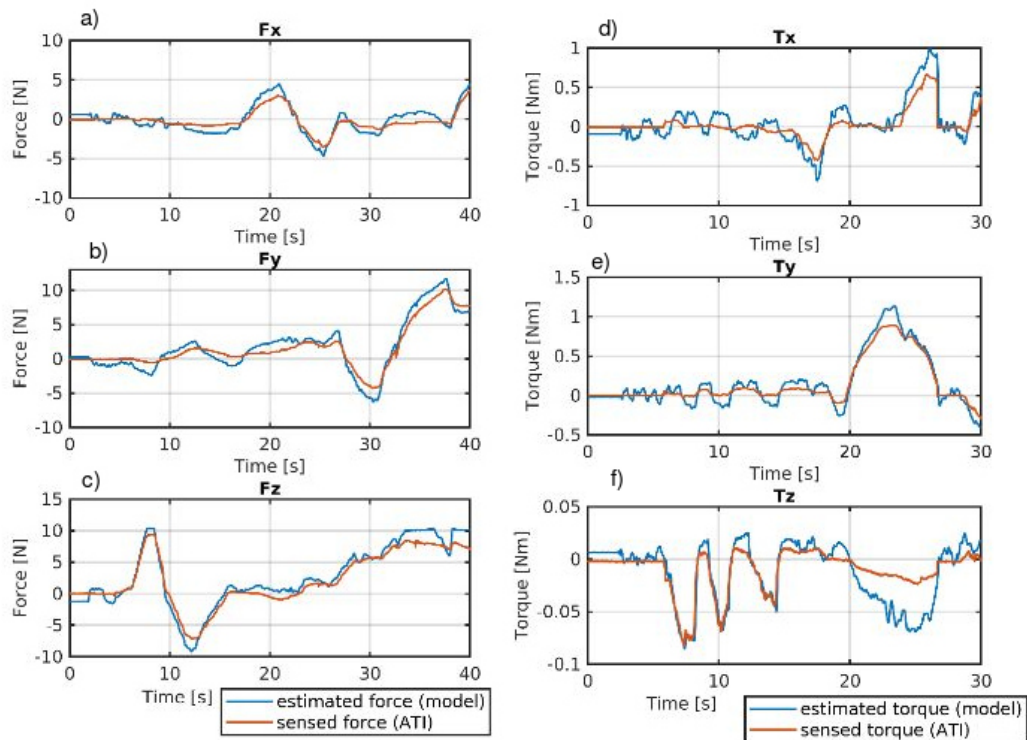 a)
Fx
10
5
0
-5
-10
Force [N]
0 10 20 30 40
Time [s]
b)
Fy
10
5
0
-5
-10
Force [N]
0 10 20 30 40
Time [s]
c)
Fz
15
10
5
0
-5
-10
Force [N]
0 10 20 30 40
Time [s]
estimated force (model)
sensed force (ATI)
d)
Tx
1
0.5
0
-0.5
-1
Torque [Nm]
0 10 20 30
Time [s]
e)
Ty
1.5
1
0.5
0
-0.5
Torque [Nm]
0 10 20 30
Time [s]
f)
Tz
0.05
0
-0.05
-0.1
Torque [Nm]
0 10 20 30
Time [s]
estimated torque (model)
sensed torque (ATI)